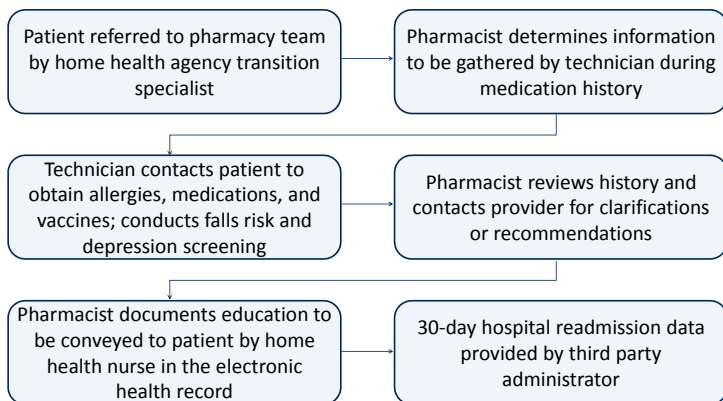 Patient referred to pharmacy team
by home health agency transition
specialist
Pharmacist determines information
to be gathered by technician during
medication history
Technician contacts patient to
obtain allergies, medications, and
vaccines; conducts falls risk and
depression screening
Pharmacist reviews history and
contacts provider for clarifications
or recommendations
Pharmacist documents education to
be conveyed to patient by home
health nurse in the electronic
health record
30-day hospital readmission data
provided by third party
administrator